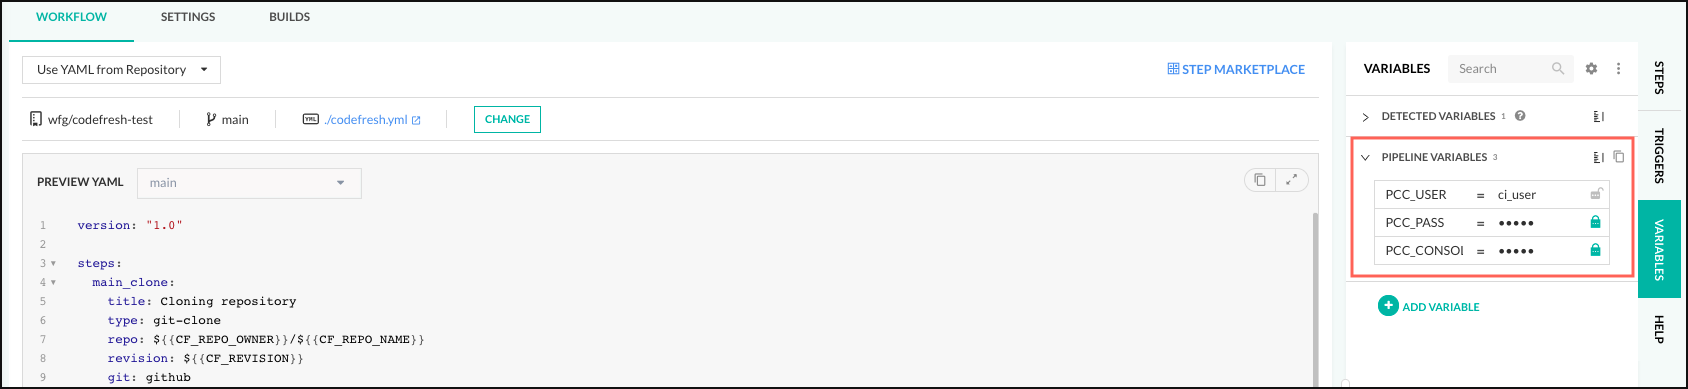 WORKFLOW SETTINGS BUILDS
Use YAML from Repository
STEP MARKETPLACE
wfg/codefresh-test main YML ./codefresh.yml CHANGE
PREVIEW YAML main
1 version: "1.0"
2
3 steps:
4 main_clone:
5 title: Cloning repository
6 type: git-clone
7 repo: ${{CF_REPO_OWNER}}/${{CF_REPO_NAME}}
8 revision: ${{CF_REVISION}}
9 git: github
VARIABLES Search
DETECTED VARIABLES 1 ?
PIPELINE VARIABLES 3
PCC_USER = ci_user
PCC_PASS = •••••
PCC_CONSOL = •••••
+ ADD VARIABLE
STEPS
TRIGGERS
VARIABLES
HELP